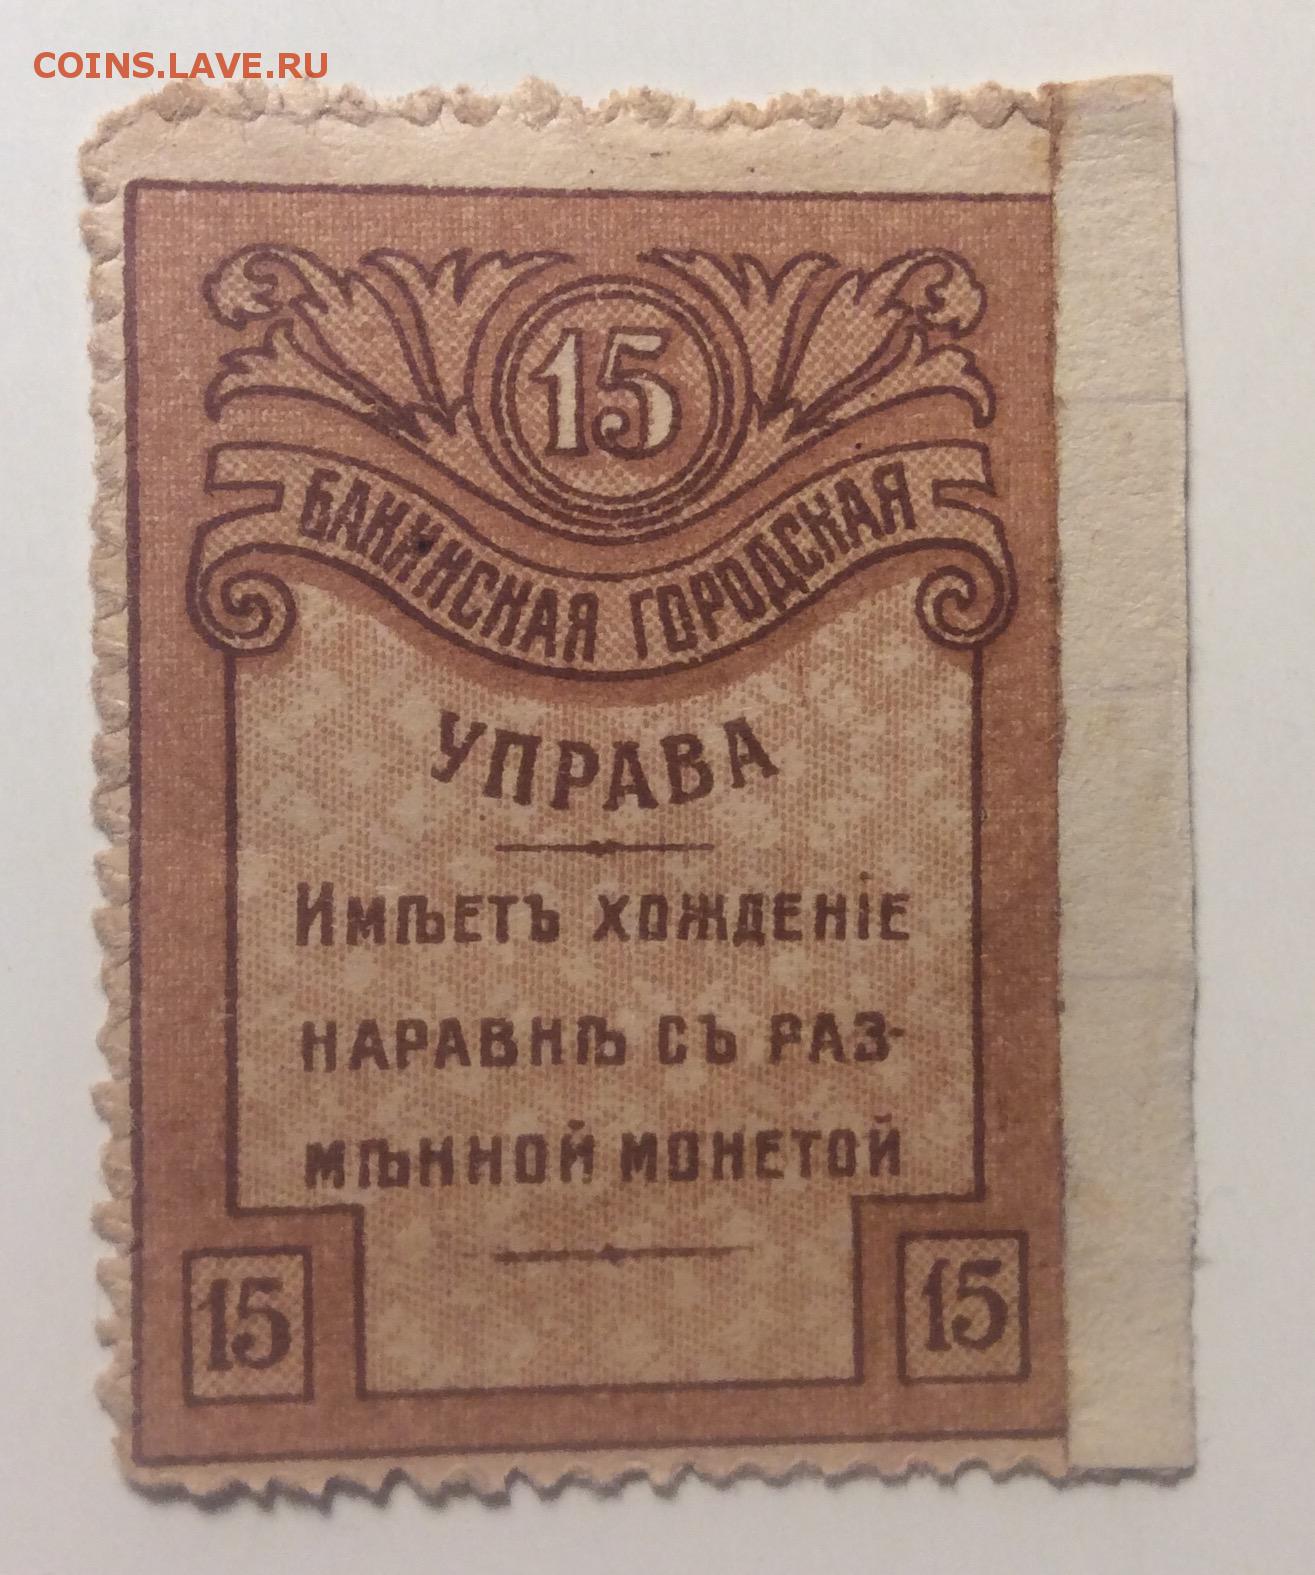 COINS.LAVE.RU
15
БАКИНСКАЯ ГОРОДСКАЯ
УПРАВА
ИМѢЕТЪ ХОЖДЕНІЕ
НАРАВНѢ СЪ РАЗ-
МѢННОЙ МОНЕТОЙ
15 15